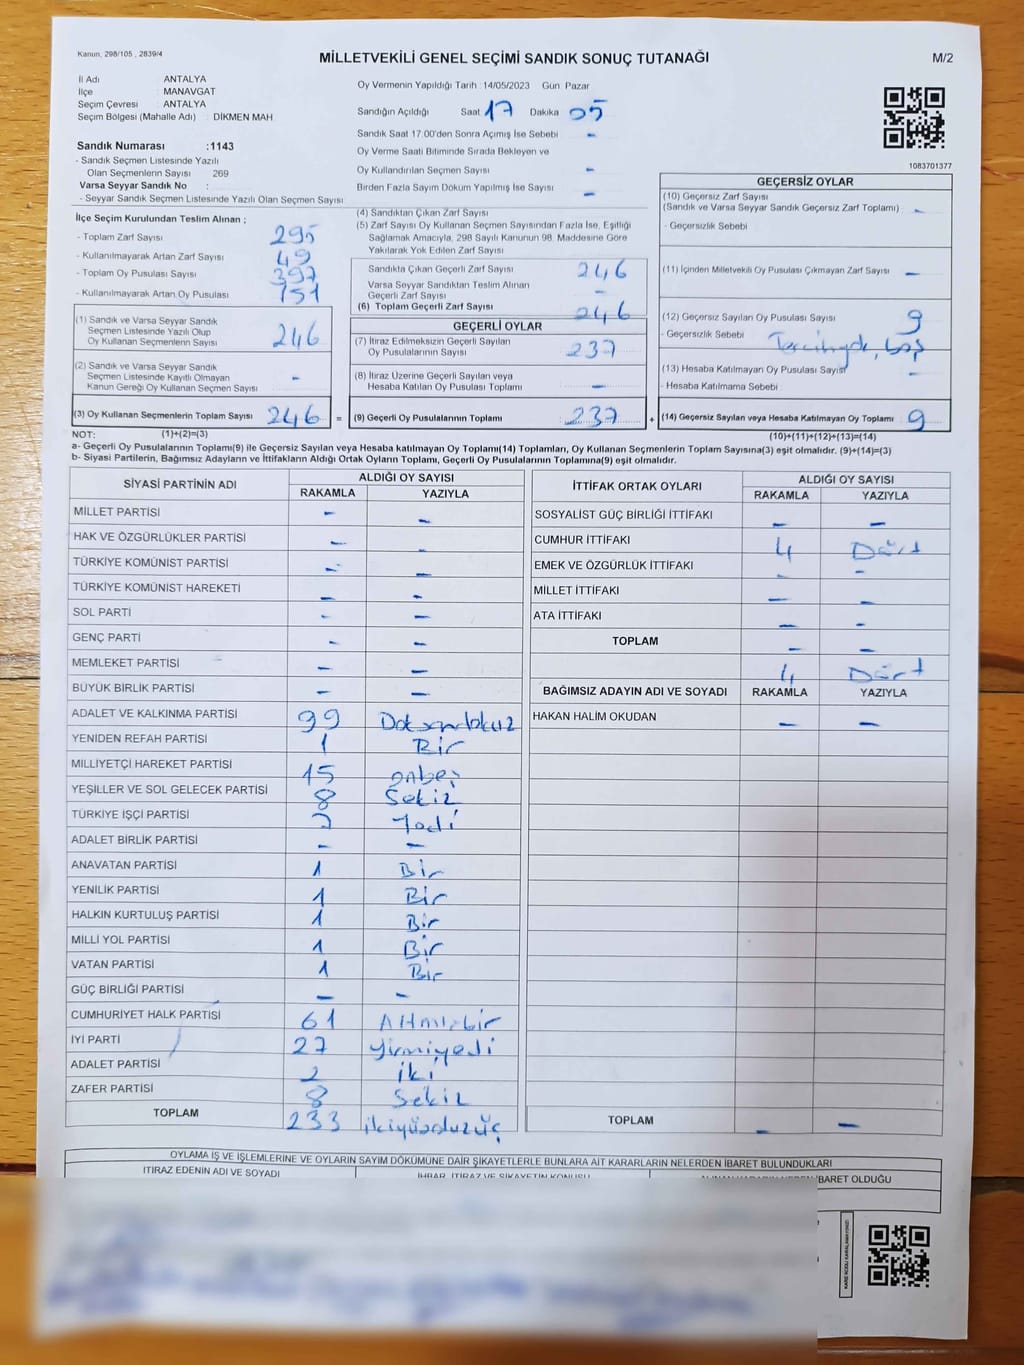 Kanun, 298/105 , 2839/4
MİLLETVEKİLİ GENEL SEÇİMİ SANDIK SONUÇ TUTANAĞI
M/2
İl Adı ANTALYA
İlçe MANAVGAT
Seçim Çevresi ANTALYA
Seçim Bölgesi (Mahalle Adı) : DİKMEN MAH.
Oy Vermenin Yapıldığı Tarih :14/05/2023 Gün Pazar
Sandığın Açıldığı Saat 17 Dakika 05
Sandık Saat 17:00'den Sonra Açımış İse Sebebi -
Oy Verme Saati Bitiminde Sırada Bekleyen ve
Oy Kullandırılan Seçmen Sayısı -
Birden Fazla Sayım Döküm Yapılmış İse Sayısı -
1083701377
Sandık Numarası :1143
- Sandık Seçmen Listesinde Yazılı
Olan Seçmenlerin Sayısı 269
Varsa Seyyar Sandık No :
- Seyyar Sandık Seçmen Listesinde Yazılı Olan Seçmen Sayısı
İlçe Seçim Kurulundan Teslim Alınan ;
- Toplam Zarf Sayısı 295
- Kullanılmayarak Artan Zarf Sayısı 49
- Toplam Oy Pusulası Sayısı 397
- Kullanılmayarak Artan Oy Pusulası 151
(1) Sandık ve Varsa Seyyar Sandık
Seçmen Listesinde Yazılı Olup
Oy Kullanan Seçmenlerin Sayısı 246
(2) Sandık ve Varsa Seyyar Sandık
Seçmen Listesinde Kayıtlı Olmayan
Kanun Gereği Oy Kullanan Seçmen Sayısı -
(3) Oy Kullanan Seçmenlerin Toplam Sayısı 246 =
(4) Sandıktan Çıkan Zarf Sayısı
(5) Zarf Sayısı Oy Kullanan Seçmen Sayısından Fazla İse, Eşitliği
Sağlamak Amacıyla, 298 Sayılı Kanunun 98. Maddesine Göre
Yakılarak Yok Edilen Zarf Sayısı
Sandıkta Çıkan Geçerli Zarf Sayısı 246
Varsa Seyyar Sandıktan Teslim Alınan
Geçerli Zarf Sayısı -
(6) Toplam Geçerli Zarf Sayısı 246
GEÇERLİ OYLAR
(7) İtiraz Edilmeksizin Geçerli Sayılan
Oy Pusulalarının Sayısı 237
(8) İtiraz Üzerine Geçerli Sayılan veya
Hesaba Katılan Oy Pusulası Toplamı -
(9) Geçerli Oy Pusulalarının Toplamı 237 +
GEÇERSİZ OYLAR
(10) Geçersiz Zarf Sayısı
(Sandık ve Varsa Seyyar Sandık Geçersiz Zarf Toplamı) : -
- Geçersizlik Sebebi
(11) İçinden Milletvekili Oy Pusulası Çıkmayan Zarf Sayısı -
(12) Geçersiz Sayılan Oy Pusulası Sayısı 9
- Geçersizlik Sebebi boş
(13) Hesaba Katılmayan Oy Pusulası Sayısı -
- Hesaba Katılmama Sebebi :
(14) Geçersiz Sayılan veya Hesaba Katılmayan Oy Toplamı 9
NOT: (1)+(2)=(3) (10)+(11)+(12)+(13)=(14)
a- Geçerli Oy Pusulalarının Toplamı(9) ile Geçersiz Sayılan veya Hesaba katılmayan Oy Toplamı(14) Toplamları, Oy Kullanan Seçmenlerin Toplam Sayısına(3) eşit olmalıdır. (9)+(14)=(3)
b- Siyasi Partilerin, Bağımsız Adayların ve İttifakların Aldığı Ortak Oyların Toplamı, Geçerli Oy Pusulalarının Toplamına(9) eşit olmalıdır.
SİYASİ PARTİNİN ADI ALDIĞI OY SAYISI
RAKAMLA YAZIYLA
MİLLET PARTİSİ - -
HAK VE ÖZGÜRLÜKLER PARTİSİ - -
TÜRKİYE KOMÜNİST PARTİSİ - -
TÜRKİYE KOMÜNİST HAREKETİ - -
SOL PARTİ - -
GENÇ PARTİ - -
MEMLEKET PARTİSİ - -
BÜYÜK BİRLİK PARTİSİ - -
ADALET VE KALKINMA PARTİSİ 99 Doksandokuz
YENİDEN REFAH PARTİSİ 1 Bir
MİLLİYETÇİ HAREKET PARTİSİ 15 onbeş
YEŞİLLER VE SOL GELECEK PARTİSİ 8 Sekiz
TÜRKİYE İŞÇİ PARTİSİ 7 Yedi
ADALET BİRLİK PARTİSİ - -
ANAVATAN PARTİSİ 1 Bir
YENİLİK PARTİSİ 1 Bir
HALKIN KURTULUŞ PARTİSİ 1 Bir
MİLLİ YOL PARTİSİ 1 Bir
VATAN PARTİSİ 1 Bir
GÜÇ BİRLİĞİ PARTİSİ - -
CUMHURİYET HALK PARTİSİ 61 Altmışbir
İYİ PARTİ 27 Yirmiyedi
ADALET PARTİSİ 2 iki
ZAFER PARTİSİ 8 Sekiz
TOPLAM 233 ikiyüzotuzüç
İTTİFAK ORTAK OYLARI ALDIĞI OY SAYISI
RAKAMLA YAZIYLA
SOSYALİST GÜÇ BİRLİĞİ İTTİFAKI - -
CUMHUR İTTİFAKI 4 Dört
EMEK VE ÖZGÜRLÜK İTTİFAKI - -
MİLLET İTTİFAKI - -
ATA İTTİFAKI - -
TOPLAM - -
4 Dört
BAĞIMSIZ ADAYIN ADI VE SOYADI RAKAMLA YAZIYLA
HAKAN HALİM OKUDAN - -
TOPLAM - -
OYLAMA İŞ VE İŞLEMLERİNE VE OYLARIN SAYIM DÖKÜMÜNE DAİR ŞİKAYETLERLE BUNLARA AİT KARARLARIN NELERDEN İBARET BULUNDUKLARI
İTİRAZ EDENİN ADI VE SOYADI İHBAR, İTİRAZ VE ŞİKAYETİN KONUSU ALINAN KARARIN NEDEN İBARET OLDUĞU